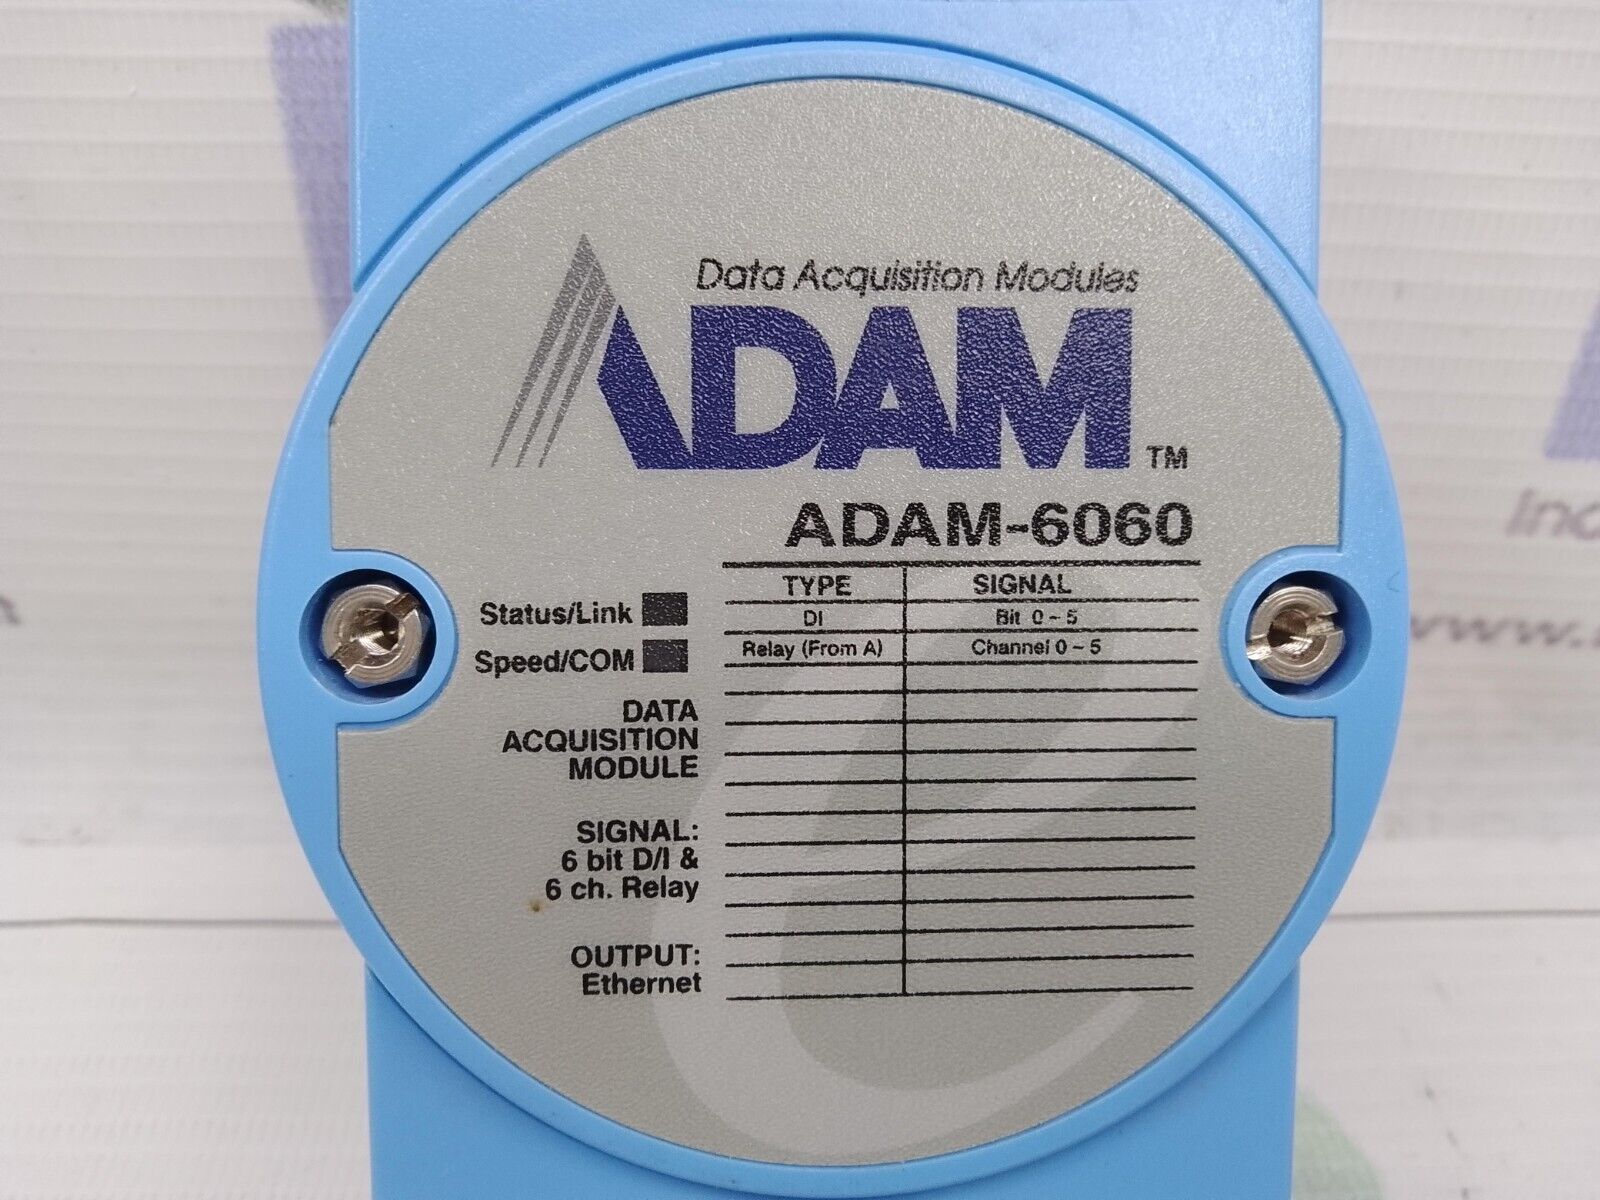 Data Acquisition Modules
ADAM TM
ADAM-6060
TYPE SIGNAL
DI Bit 0 ~ 5
Relay (From A) Channel 0 ~ 5
Status/Link
Speed/COM
DATA
ACQUISITION
MODULE
SIGNAL:
6 bit D/I &
6 ch. Relay
OUTPUT:
Ethernet